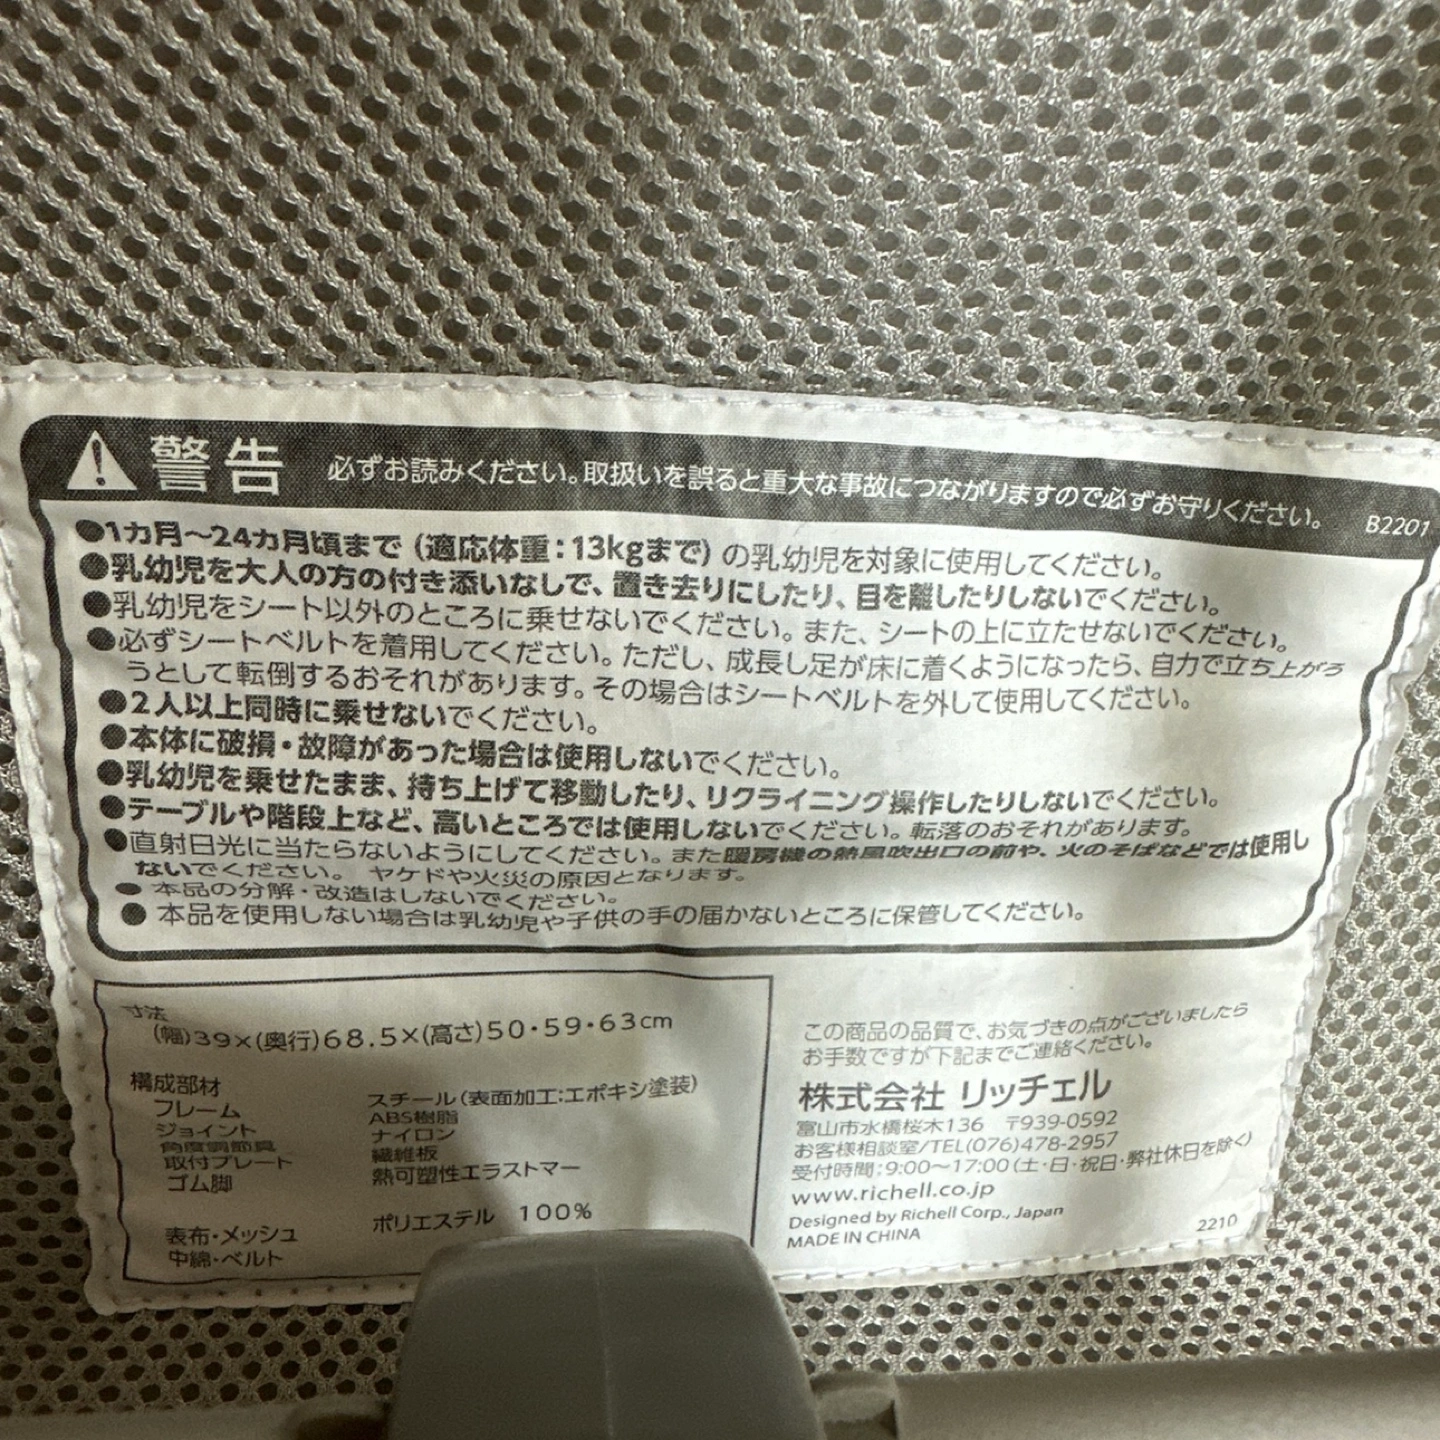 警告 必ずお読みください。取扱いを誤ると重大な事故につながりますので必ずお守りください。 B2201
●1カ月～24カ月頃まで（適応体重：13kgまで）の乳幼児を対象に使用してください。
●乳幼児を大人の方の付き添いなしで、置き去りにしたり、目を離したりしないでください。
●乳幼児をシート以外のところに乗せないでください。また、シートの上に立たせないでください。
●必ずシートベルトを着用してください。ただし、成長し足が床に着くようになったら、自力で立ち上がろ
うとして転倒するおそれがあります。その場合はシートベルトを外して使用してください。
●2人以上同時に乗せないでください。
●本体に破損・故障があった場合は使用しないでください。
●乳幼児を乗せたまま、持ち上げて移動したり、リクライニング操作したりしないでください。
●テーブルや階段上など、高いところでは使用しないでください。転落のおそれがあります。
●直射日光に当たらないようにしてください。また暖房機の熱風吹出口の前や、火のそばなどでは使用し
ないでください。 ヤケドや火災の原因となります。
●本品の分解・改造はしないでください。
●本品を使用しない場合は乳幼児や子供の手の届かないところに保管してください。
寸法
(幅)39×(奥行)68.5×(高さ)50・59・63cm
構成部材
フレーム スチール(表面加工:エポキシ塗装)
ジョイント ABS樹脂
角度調節具 ナイロン
取付プレート 繊維板
ゴム脚 熱可塑性エラストマー
表布・メッシュ ポリエステル 100%
中綿・ベルト
この商品の品質で、お気づきの点がございましたら
お手数ですが下記までご連絡ください。
株式会社 リッチェル
富山市水橋桜木136 〒939-0592
お客様相談室/TEL(076)478-2957
受付時間:9:00～17:00(土・日・祝日・弊社休日を除く)
www.richell.co.jp
Designed by Richell Corp., Japan
MADE IN CHINA 2210